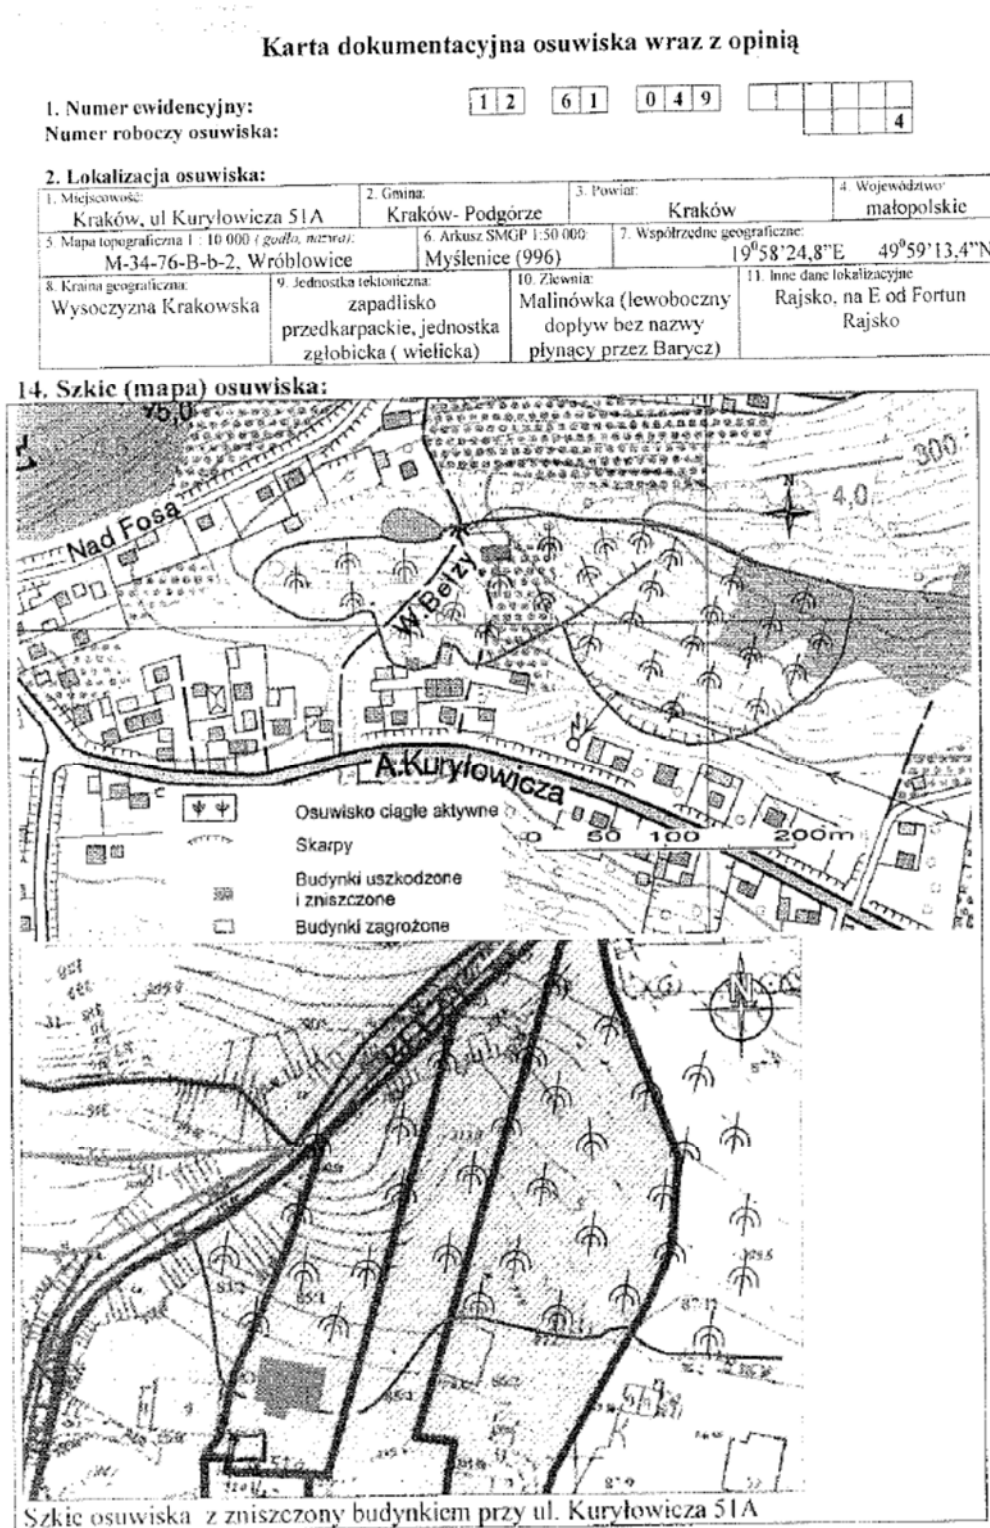 Karta dokumentacyjna osuwiska wraz z opinią
1. Numer ewidencyjny: 12 61 049
Numer roboczy osuwiska: 4
2. Lokalizacja osuwiska:
1. Miejscowość: 2. Gmina: 3. Powiat: 4. Województwo:
Kraków, ul Kuryłowicza 51A Kraków- Podgórze Kraków małopolskie
5. Mapa topograficzna 1 : 10 000 ( godło, nazwa): 6. Arkusz SMGP 1:50 000: 7. Współrzędne geograficzne:
M-34-76-B-b-2, Wróblowice Myślenice (996) 19⁰58’24,8”E 49⁰59’13,4”N
8. Kraina geograficzna: 9. Jednostka tektoniczna: 10. Zlewnia: 11. Inne dane lokalizacyjne
Wysoczyzna Krakowska zapadlisko Malinówka (lewoboczny Rajsko, na E od Fortun
przedkarpackie, jednostka dopływ bez nazwy Rajsko
zgłobicka ( wielicka) płynący przez Barycz)
14. Szkic (mapa) osuwiska:
300
N
4,0
Nad Fosą
W.Bełzy
A.Kuryłowicza
Osuwisko ciągłe aktywne
Skarpy
0 50 100 200m
Budynki uszkodzone
i zniszczone
Budynki zagrożone
N
Szkic osuwiska z zniszczony budynkiem przy ul. Kuryłowicza 51A